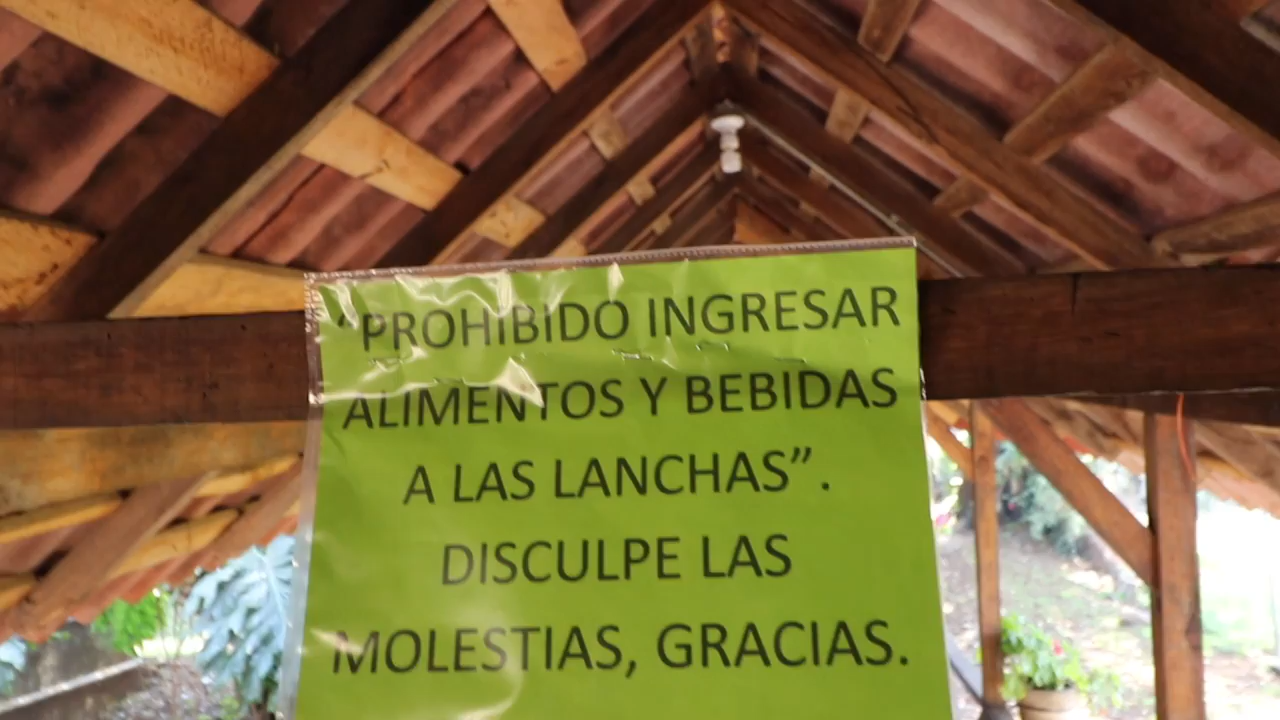 “PROHIBIDO INGRESAR
ALIMENTOS Y BEBIDAS
A LAS LANCHAS”.
DISCULPE LAS
MOLESTIAS, GRACIAS.